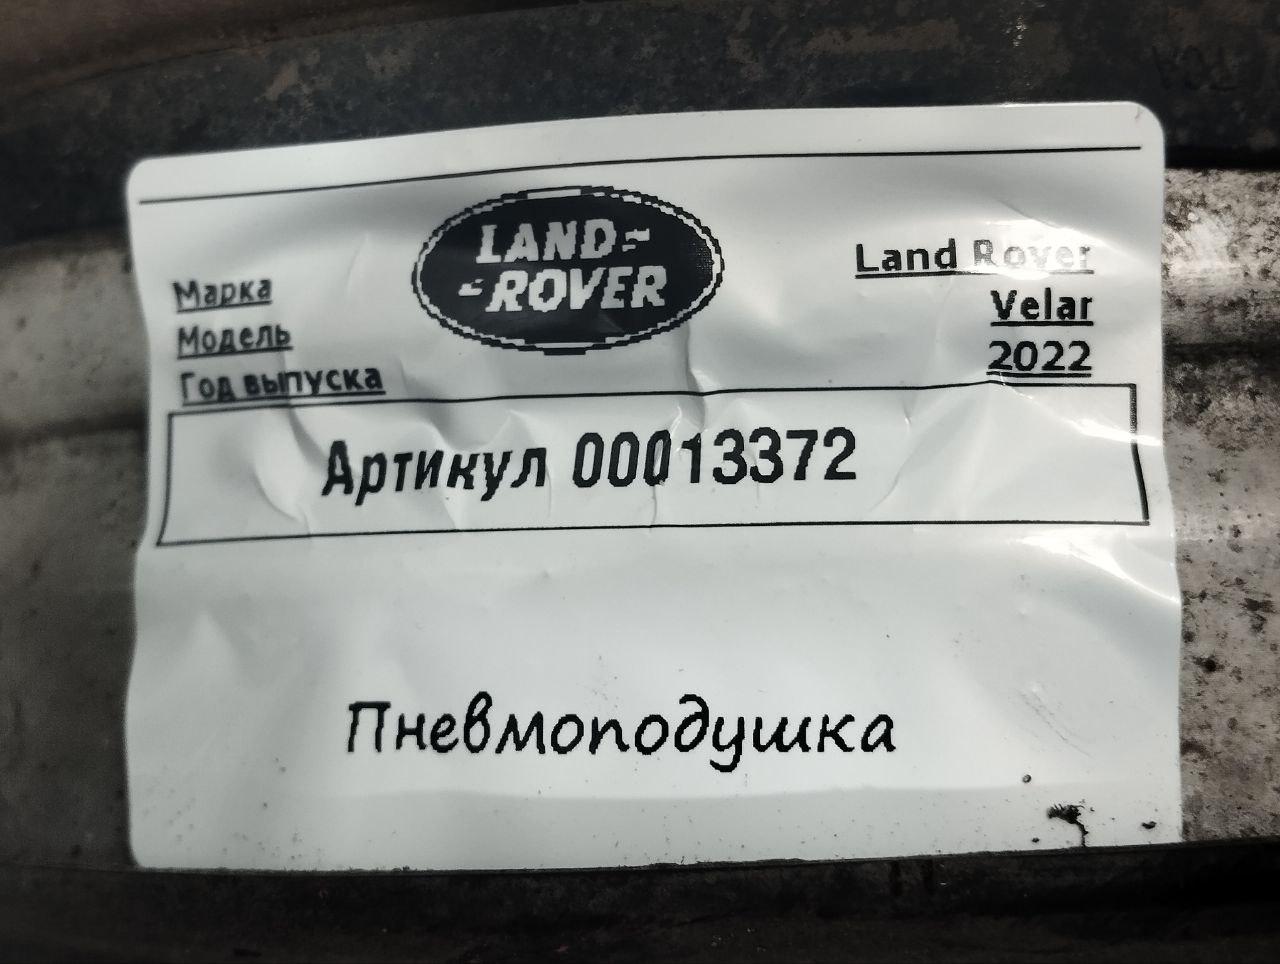 LAND-
-ROVER
Марка Land Rover
Модель Velar
Год выпуска 2022
Артикул 00013372
Пневмоподушка